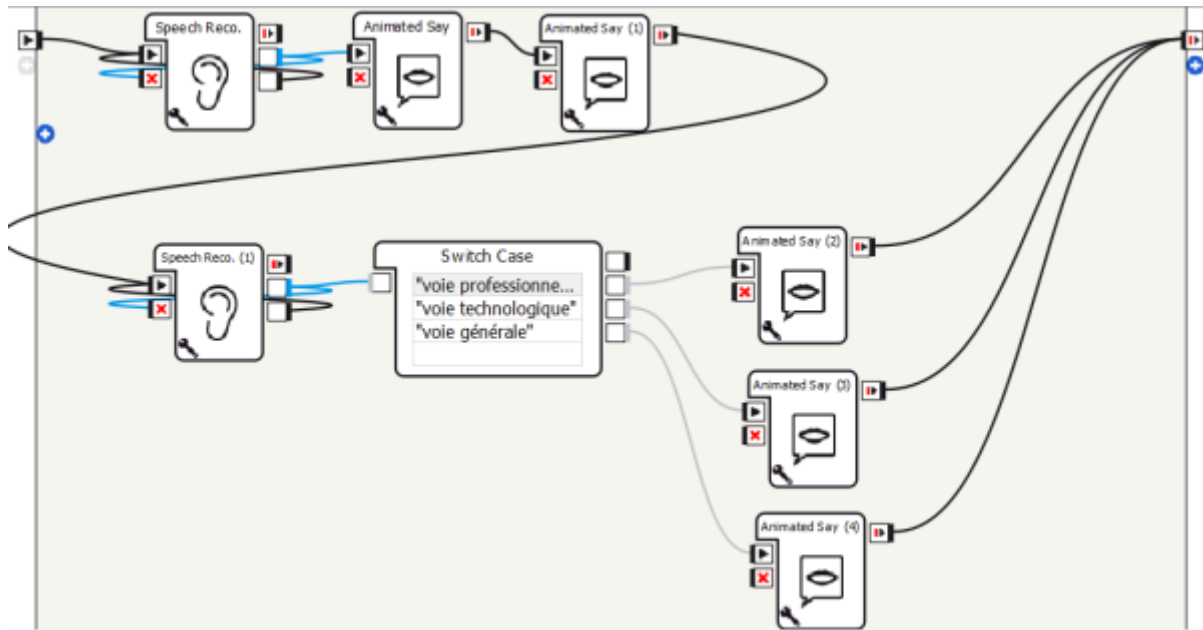 Speech Reco.
Animated Say
Animated Say (1)
Speech Reco. (1)
Switch Case
"voie professionne...
"voie technologique"
"voie générale"
Animated Say (2)
Animated Say (3)
Animated Say (4)